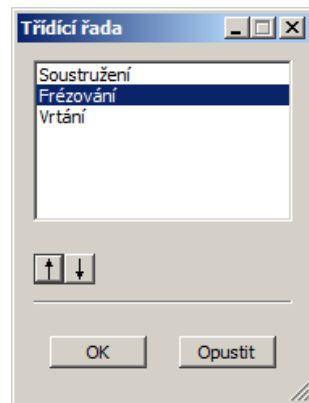 Třídící řada
Soustružení
Frézování
Vrtání
OK
Opustit